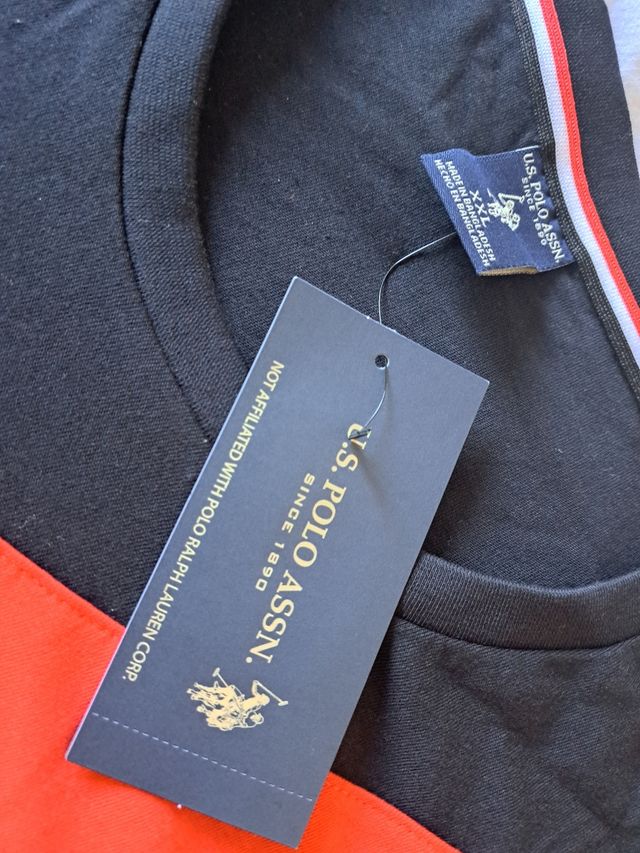 U.S. POLO ASSN.
SINCE 1890
XXL
MADE IN BANGLADESH
HECHO EN BANGLADESH
U.S. POLO ASSN.
SINCE 1890
NOT AFFILIATED WITH POLO RALPH LAUREN CORP.